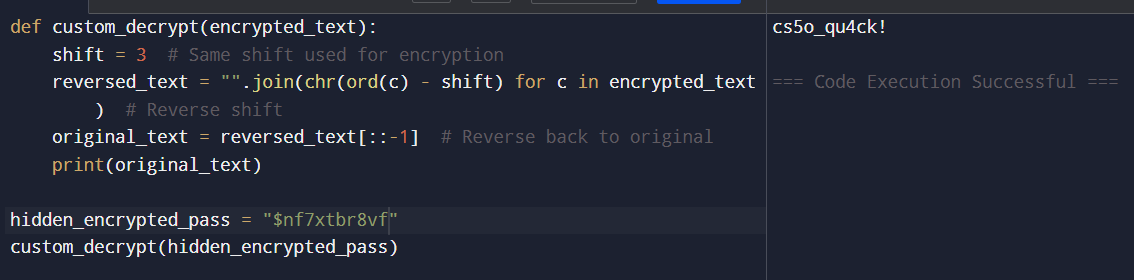 def custom_decrypt(encrypted_text):
    shift = 3  # Same shift used for encryption
    reversed_text = "".join(chr(ord(c) - shift) for c in encrypted_text
        )  # Reverse shift
    original_text = reversed_text[::-1]  # Reverse back to original
    print(original_text)

hidden_encrypted_pass = "$nf7xtbr8vf"
custom_decrypt(hidden_encrypted_pass)
cs5o_qu4ck!

=== Code Execution Successful ===